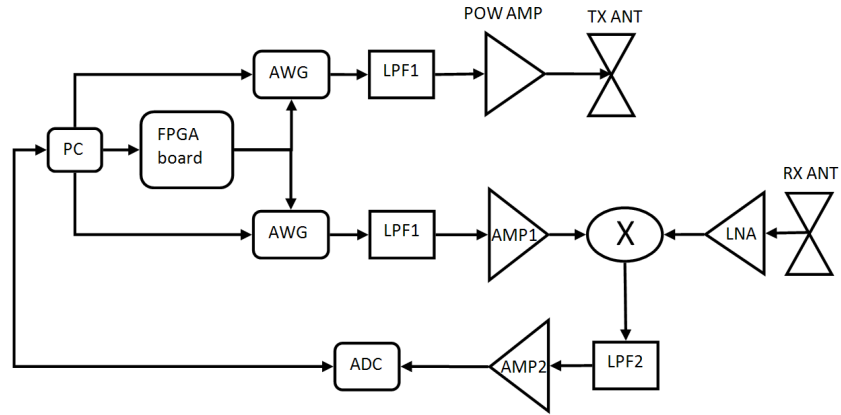 POW AMP
TX ANT
AWG
LPF1
PC
FPGA
board
RX ANT
AWG
LPF1
AMP1
X
LNA
ADC
AMP2
LPF2